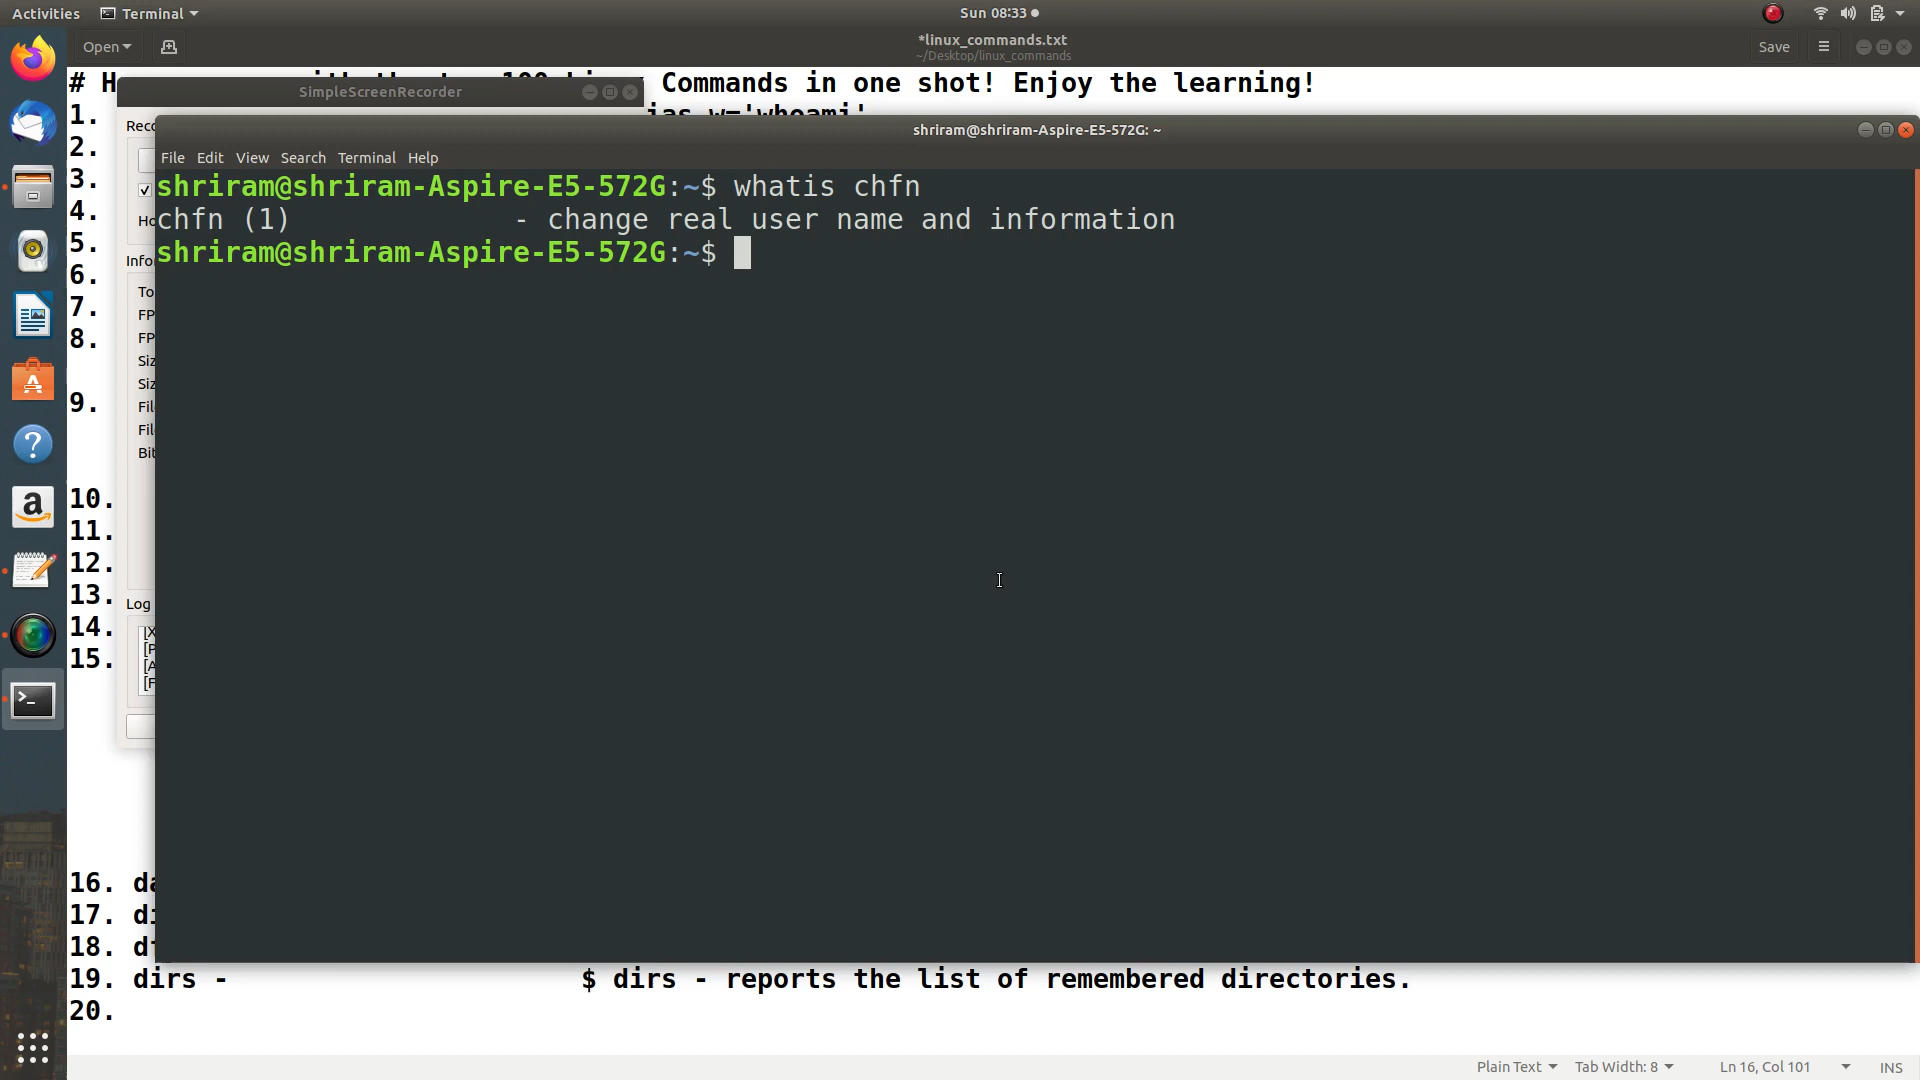 Activities
Terminal
Sun 08:33
Open
*linux_commands.txt
~/Desktop/linux_commands
Save
# H
Commands in one shot! Enjoy the learning!
SimpleScreenRecorder
1.
2.
3.
4.
5.
6.
7.
8.
9.
10.
11.
12.
13.
14.
15.
Log
shriram@shriram-Aspire-E5-572G: ~
File Edit View Search Terminal Help
shriram@shriram-Aspire-E5-572G:~$ whatis chfn
chfn (1)             - change real user name and information
shriram@shriram-Aspire-E5-572G:~$
16. da
17. di
18. df
19. dirs -                      $ dirs - reports the list of remembered directories.
20.
Plain Text
Tab Width: 8
Ln 16, Col 101
INS